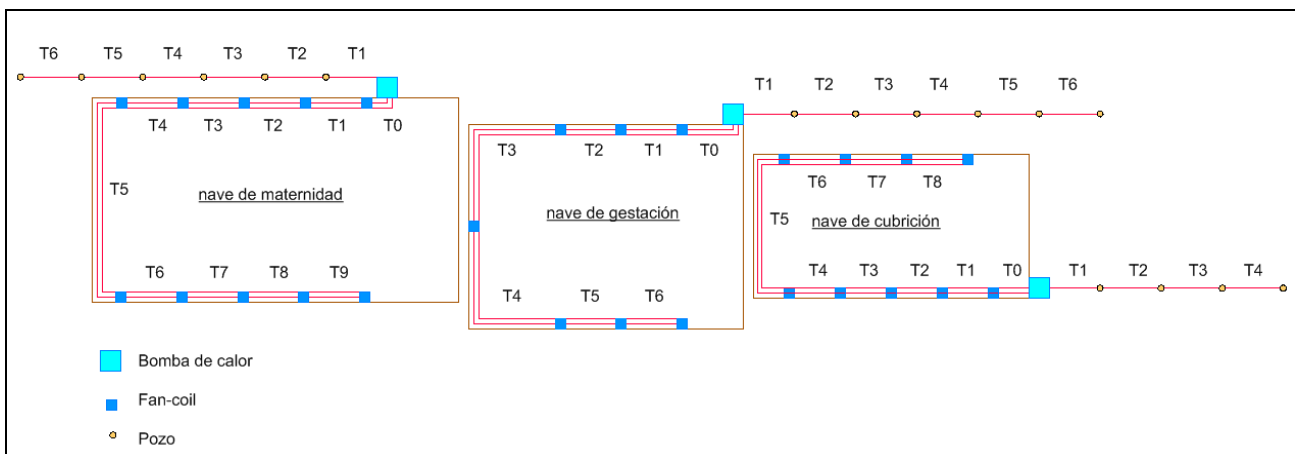 T6 T5 T4 T3 T2 T1
T1 T2 T3 T4 T5 T6
T4 T3 T2 T1 T0
T3 T2 T1 T0
T6 T7 T8
T5
nave de maternidad
nave de gestación
T5
nave de cubrición
T6 T7 T8 T9
T4 T3 T2 T1 T0
T1 T2 T3 T4
T4 T5 T6
Bomba de calor
Fan-coil
Pozo